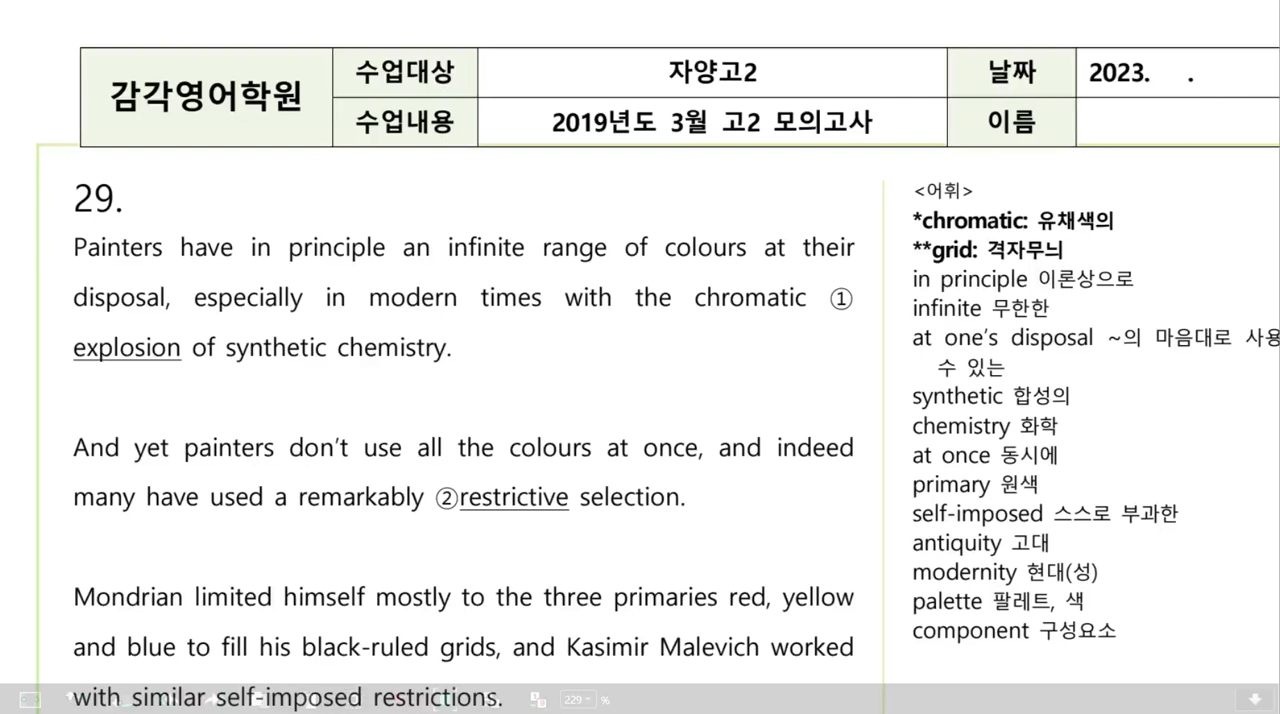 감각영어학원
수업대상
자양고2
날짜
2023. .
수업내용
2019년도 3월 고2 모의고사
이름
29.
Painters have in principle an infinite range of colours at their
disposal, especially in modern times with the chromatic ①
explosion of synthetic chemistry.
And yet painters don't use all the colours at once, and indeed
many have used a remarkably ②restrictive selection.
Mondrian limited himself mostly to the three primaries red, yellow
and blue to fill his black-ruled grids, and Kasimir Malevich worked
with similar self-imposed restrictions.
<어휘>
*chromatic: 유채색의
**grid: 격자무늬
in principle 이론상으로
infinite 무한한
at one's disposal ~의 마음대로 사용
수 있는
synthetic 합성의
chemistry 화학
at once 동시에
primary 원색
self-imposed 스스로 부과한
antiquity 고대
modernity 현대(성)
palette 팔레트, 색
component 구성요소
229 %